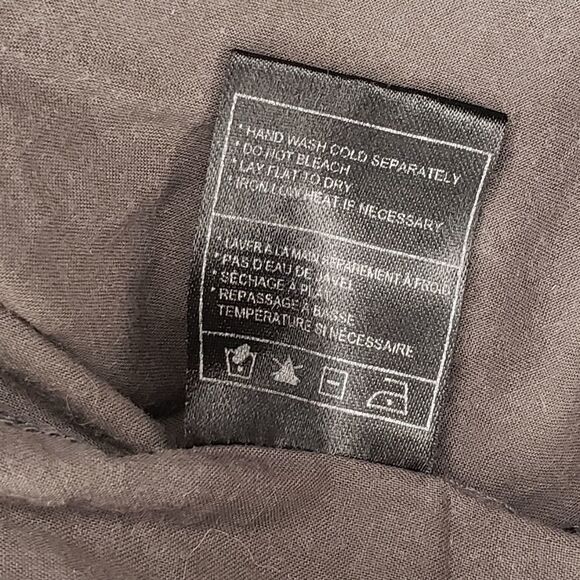 * HAND WASH COLD SEPARATELY
* DO NOT BLEACH
* LAY FLAT TO DRY
* IRON LOW HEAT IF NECESSARY
* LAVER À LA MAIN SÉPARÉMENT À FROID
* PAS D'EAU DE JAVEL
* SÉCHAGE À PLAT
* REPASSAGE À BASSE
TEMPÉRATURE SI NÉCESSAIRE